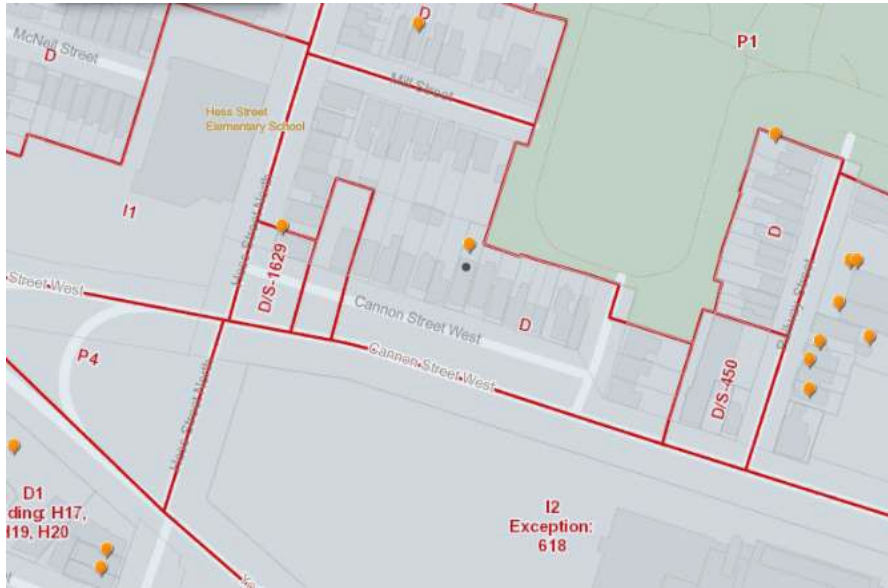 D
P1
McNeil Street
D
Mill Street
Hess Street
Elementary School
I1
Hess Street North
D/S-1629
D
Street West
Cannon Street West
D
Cannon Street West
P4
D/S-450
Hess Street North
D1
ding: H17,
H19, H20
I2
Exception:
618